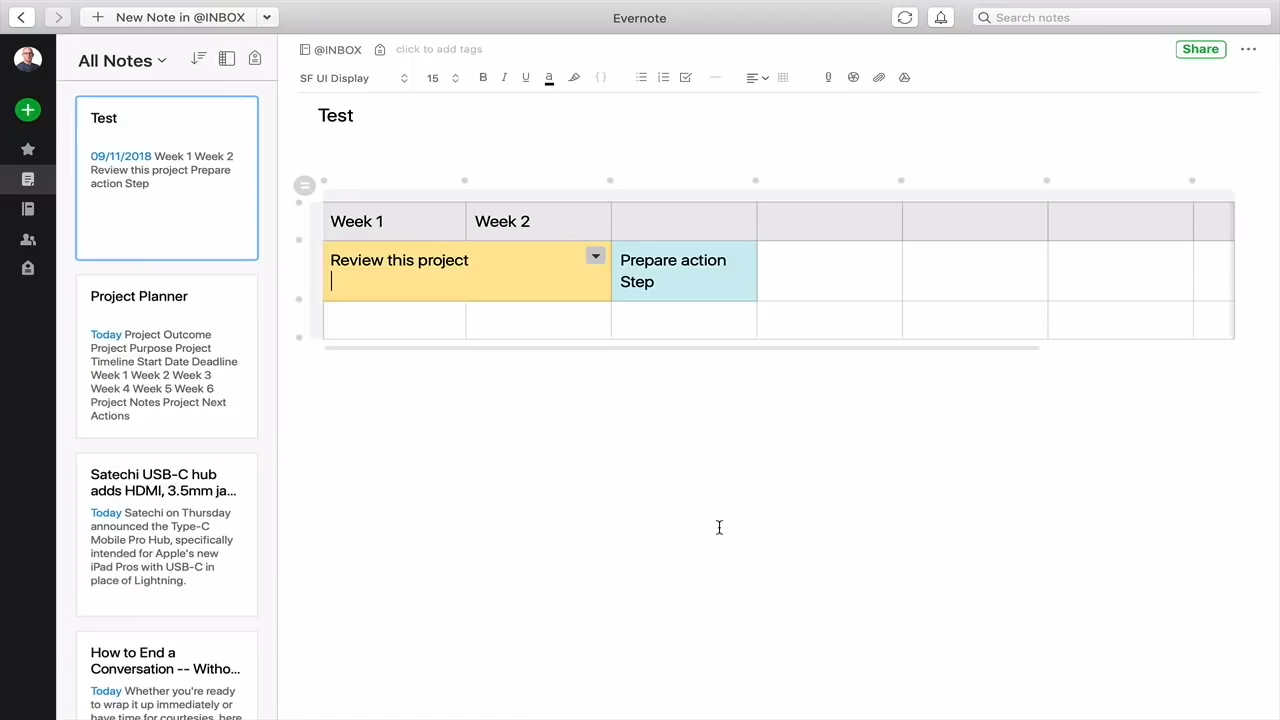 New Note in @INBOX
Evernote
Search notes
All Notes
Test
09/11/2018 Week 1 Week 2
Review this project Prepare
action Step
Project Planner
Today Project Outcome
Project Purpose Project
Timeline Start Date Deadline
Week 1 Week 2 Week 3
Week 4 Week 5 Week 6
Project Notes Project Next
Actions
Satechi USB-C hub
adds HDMI, 3.5mm ja...
Today Satechi on Thursday
announced the Type-C
Mobile Pro Hub, specifically
intended for Apple's new
iPad Pros with USB-C in
place of Lightning.
How to End a
Conversation -- Witho...
Today Whether you're ready
to wrap it up immediately or
have time for courtesies, here
@INBOX
click to add tags
Share
SF UI Display
15
B I U a
Test
Week 1
Week 2
Review this project
Prepare action
Step